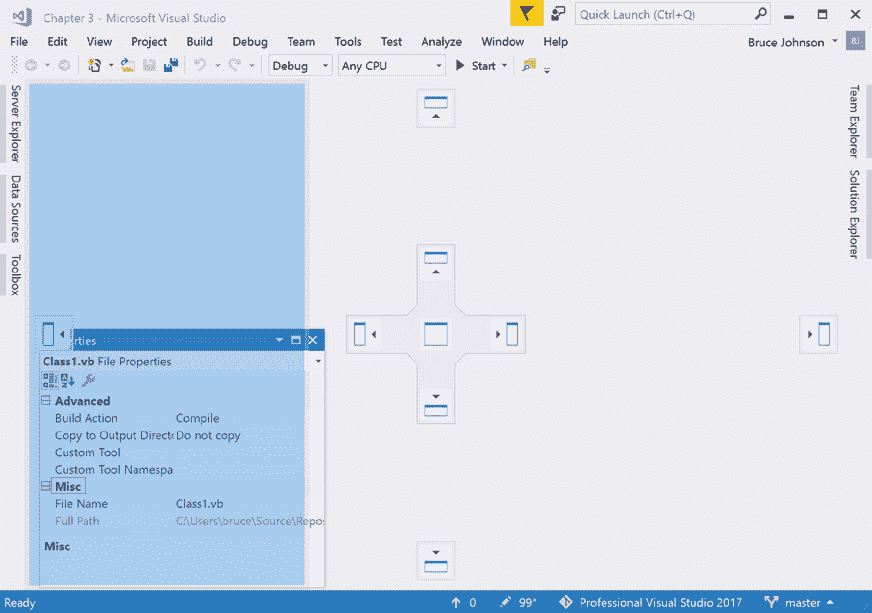 Chapter 3 - Microsoft Visual Studio
Quick Launch (Ctrl+Q)
File Edit View Project Build Debug Team Tools Test Analyze Window Help
Bruce Johnson BJ
Debug Any CPU Start
Server Explorer
Data Sources
Toolbox
Team Explorer
Solution Explorer
rties
Class1.vb File Properties
Advanced
Build Action Compile
Copy to Output Direct Do not copy
Custom Tool
Custom Tool Namespa
Misc
File Name Class1.vb
Full Path C:\Users\bruce\Source\Repos
Misc
Ready 0 99* Professional Visual Studio 2017 master